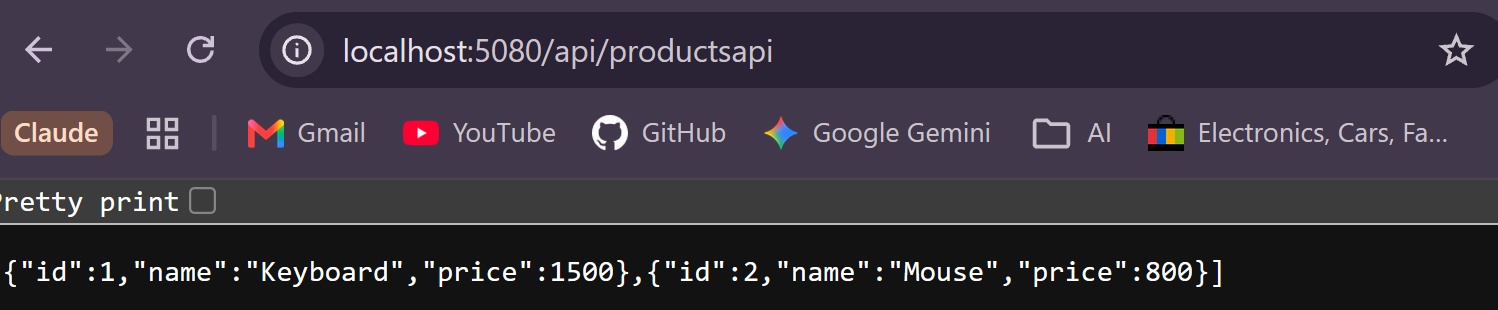 localhost:5080/api/productsapi
Claude Gmail YouTube GitHub Google Gemini AI Electronics, Cars, Fa...
Pretty print
{"id":1,"name":"Keyboard","price":1500},{"id":2,"name":"Mouse","price":800}]